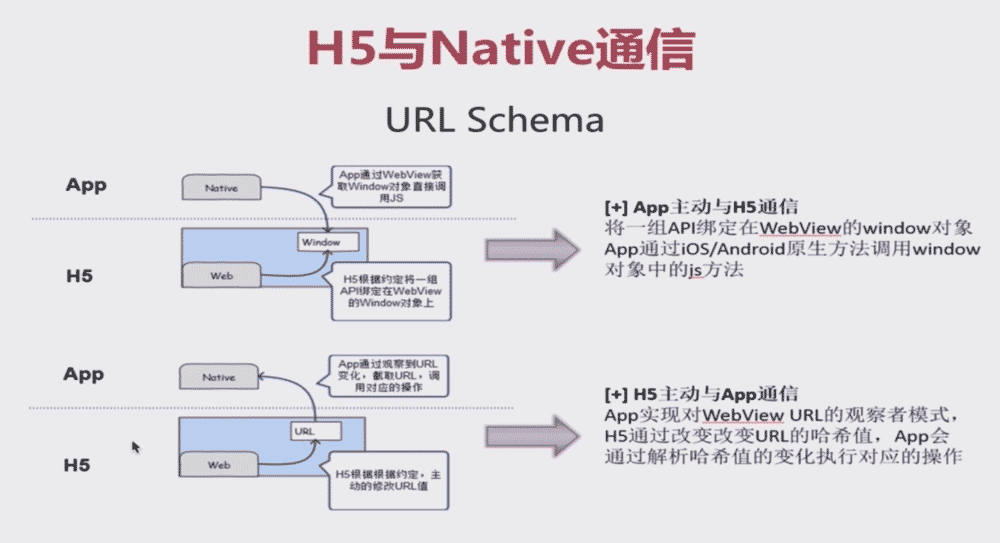 H5与Native通信
URL Schema
App
Native
App通过WebView获
取Window对象直接调
用JS
H5
Window
Web
H5根据约定将一组
API绑定在WebView
的Window对象上
[+] App主动与H5通信
将一组API绑定在WebView的window对象
App通过iOS/Android原生方法调用window
对象中的js方法
App
Native
App通过观察到URL
变化，截取URL，调
用对应的操作
H5
URL
Web
H5根据根据约定，主
动的修改URL值
[+] H5主动与App通信
App实现对WebView URL的观察者模式，
H5通过改变改变URL的哈希值，App会
通过解析哈希值的变化执行对应的操作